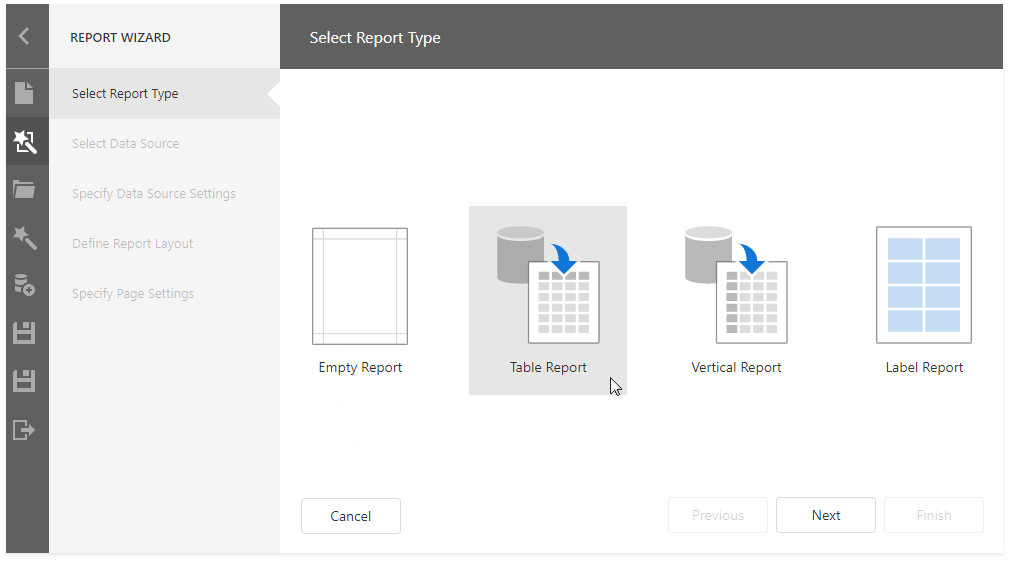 REPORT WIZARD
Select Report Type
Select Report Type
Select Data Source
Specify Data Source Settings
Define Report Layout
Specify Page Settings
Empty Report
Table Report
Vertical Report
Label Report
Cancel
Previous
Next
Finish